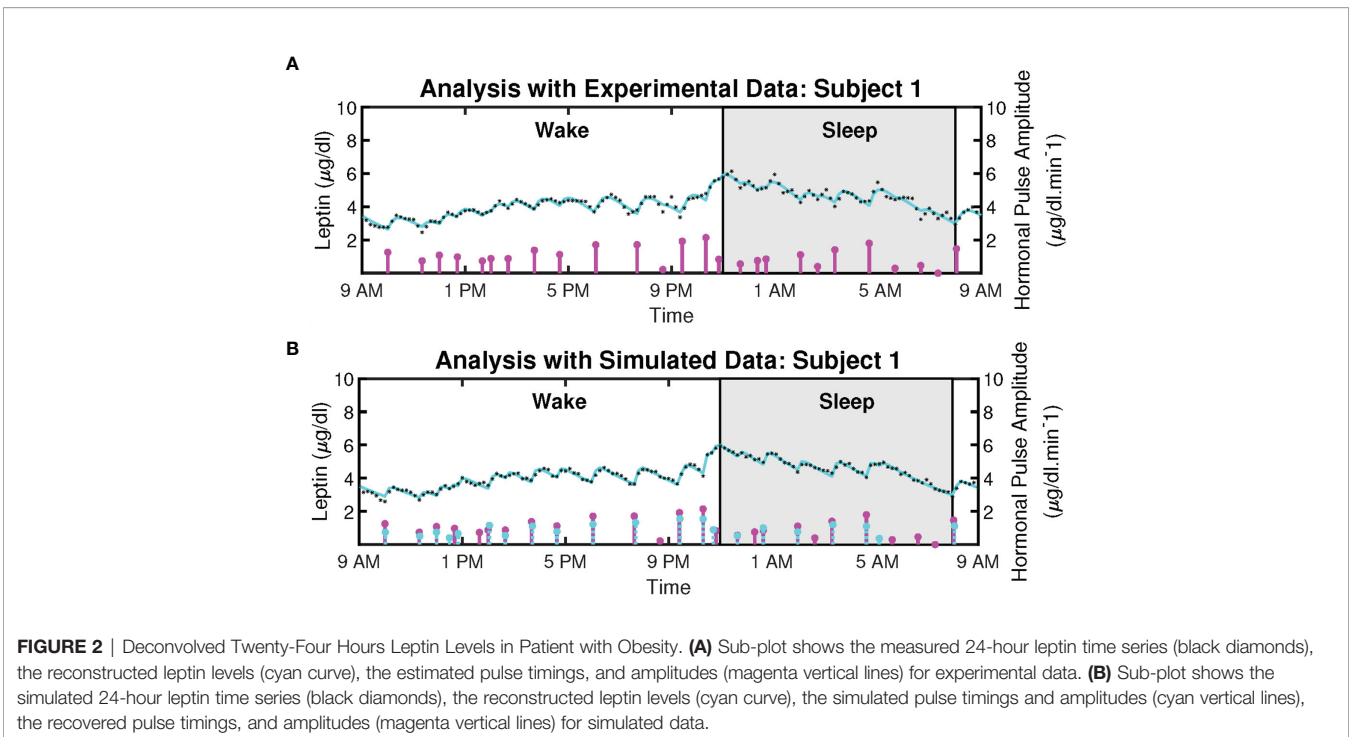 A
Analysis with Experimental Data: Subject 1
Wake
Sleep
10
8
6
4
2
Leptin (μg/dl)
10
8
6
4
2
Hormonal Pulse Amplitude
(μg/dl.min⁻1)
9 AM 1 PM 5 PM 9 PM 1 AM 5 AM 9 AM
Time
B
Analysis with Simulated Data: Subject 1
Wake
Sleep
10
8
6
4
2
Leptin (μg/dl)
10
8
6
4
2
Hormonal Pulse Amplitude
(μg/dl.min⁻1)
9 AM 1 PM 5 PM 9 PM 1 AM 5 AM 9 AM
Time
FIGURE 2 | Deconvolved Twenty-Four Hours Leptin Levels in Patient with Obesity. (A) Sub-plot shows the measured 24-hour leptin time series (black diamonds),
the reconstructed leptin levels (cyan curve), the estimated pulse timings, and amplitudes (magenta vertical lines) for experimental data. (B) Sub-plot shows the
simulated 24-hour leptin time series (black diamonds), the reconstructed leptin levels (cyan curve), the simulated pulse timings and amplitudes (cyan vertical lines),
the recovered pulse timings, and amplitudes (magenta vertical lines) for simulated data.